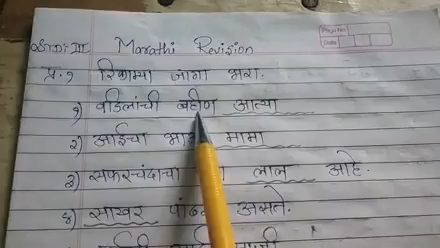 Std: III Marathi Revision
Page No:
Date
प्र.१ रिकाम्या जागा भरा.
१) वडिलांची बहीण आत्या
२) आईचा मामा
३) सफरचंदाचा लाल आहे.
४) साखर असते.